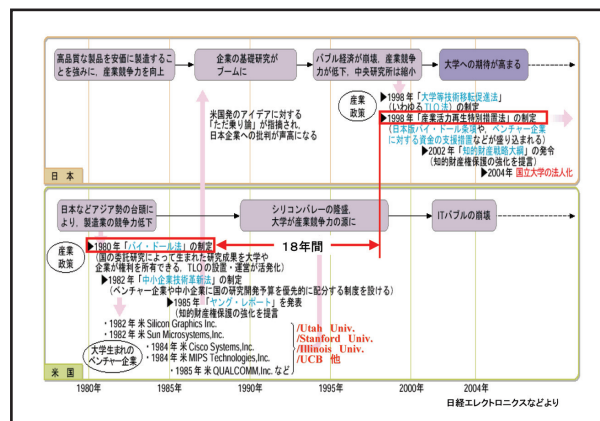 高品質な製品を安価に製造するこ
とを強みに，産業競争力を向上
企業の基礎研究が
ブームに
バブル経済が崩壊，産業競争
力が低下，中央研究所は縮小
大学への期待が高まる
米国発のアイデアに対する
「ただ乗り論」が指摘され，
日本企業への批判が声高になる
産業
政策
▶1998年「大学等技術移転促進法」
（いわゆるTLO法）の制定
▶1998年「産業活力再生特別措置法」の制定
（日本版バイ・ドール条項や，ベンチャー企業
に対する資金の支援措置などが盛り込まれる）
▶2002年「知的財産戦略大綱」の発令
（知的財産権保護の強化を提言）
▶2004年 国立大学の法人化
日本
日本などアジア勢の台頭に
より，製造業の競争力低下
シリコンバレーの隆盛，
大学が産業競争力の源に
ITバブルの崩壊
産業
政策
▶1980年「バイ・ドール法」の制定
18年間
（国の委託研究によって生まれた研究成果を大学や
企業が権利を所有できる，TLOの設置・運営が活発化）
▶1982年「中小企業技術革新法」の制定
（ベンチャー企業や中小企業に国の研究開発予算を優先的に配分する制度を設ける）
▶1985年「ヤング・レポート」を発表
（知的財産権保護の強化を提言
大学生まれの
ベンチャー企業
・1982年米Silicon Graphics Inc.
・1982年米Sun Microsystems,Inc.
・1984年米Cisco Systems,Inc.
・1984年米MIPS Technologies,Inc.
・1985年米QUALCOMM,Inc.など
/Utah Univ.
/Stanford Univ.
/Illinois Univ.
/UCB 他
米国
1980年 1985年 1990年 1995年 2000年 2004年
日経エレクトロニクスなどより